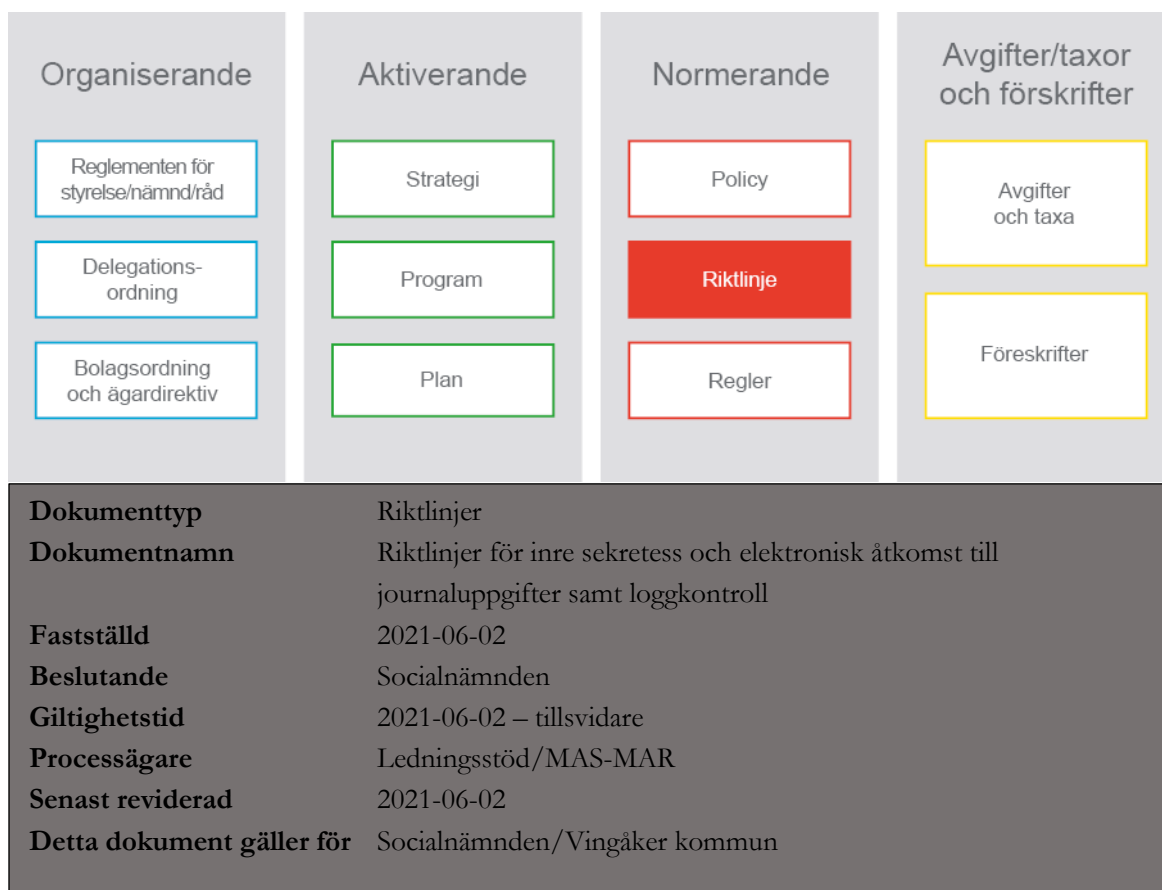 Organiserande
Reglementen för
styrelse/nämnd/råd
Delegations-
ordning
Bolagsordning
och ägardirektiv
Aktiverande
Strategi
Program
Plan
Normerande
Policy
Riktlinje
Regler
Avgifter/taxor
och förskrifter
Avgifter
och taxa
Föreskrifter
Dokumenttyp Riktlinjer
Dokumentnamn Riktlinjer för inre sekretess och elektronisk åtkomst till
journaluppgifter samt loggkontroll
Fastställd 2021-06-02
Beslutande Socialnämnden
Giltighetstid 2021-06-02 – tillsvidare
Processägare Ledningsstöd/MAS-MAR
Senast reviderad 2021-06-02
Detta dokument gäller för Socialnämnden/Vingåker kommun